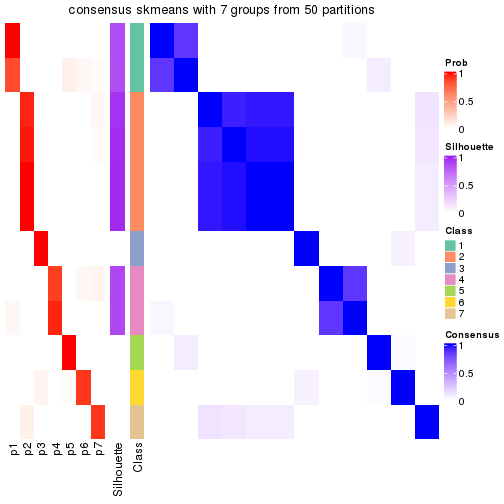 consensus skmeans with 7 groups from 50 partitions
Prob
1
0.5
0
Silhouette
1
0.5
0
Class
1
2
3
4
5
6
7
Consensus
1
0.5
0
p1
p2
p3
p4
p5
p6
p7
Silhouette
Class